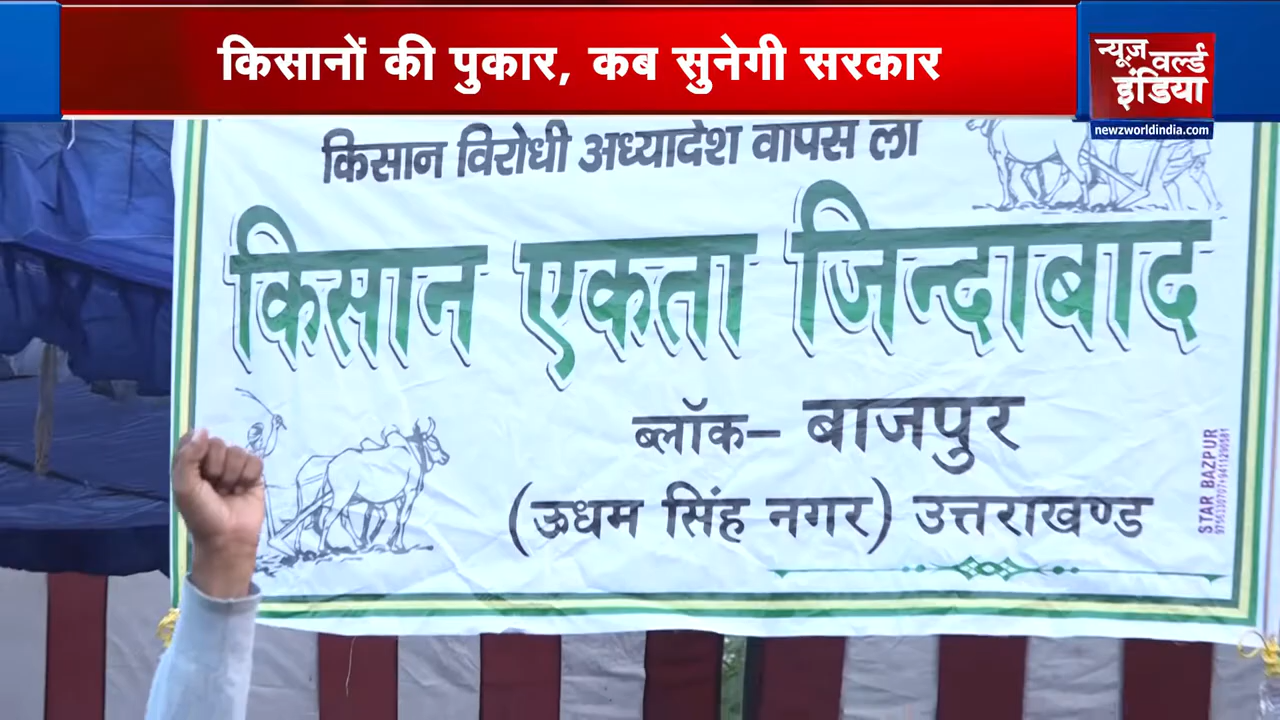 किसानों की पुकार, कब सुनेगी सरकार
न्यूज़ वर्ल्ड इंडिया
newzworldindia.com
किसान विरोधी अध्यादेश वापस लो
किसान एकता जिन्दाबाद
ब्लॉक– बाजपुर
(ऊधम सिंह नगर) उत्तराखण्ड
STAR BAZPUR